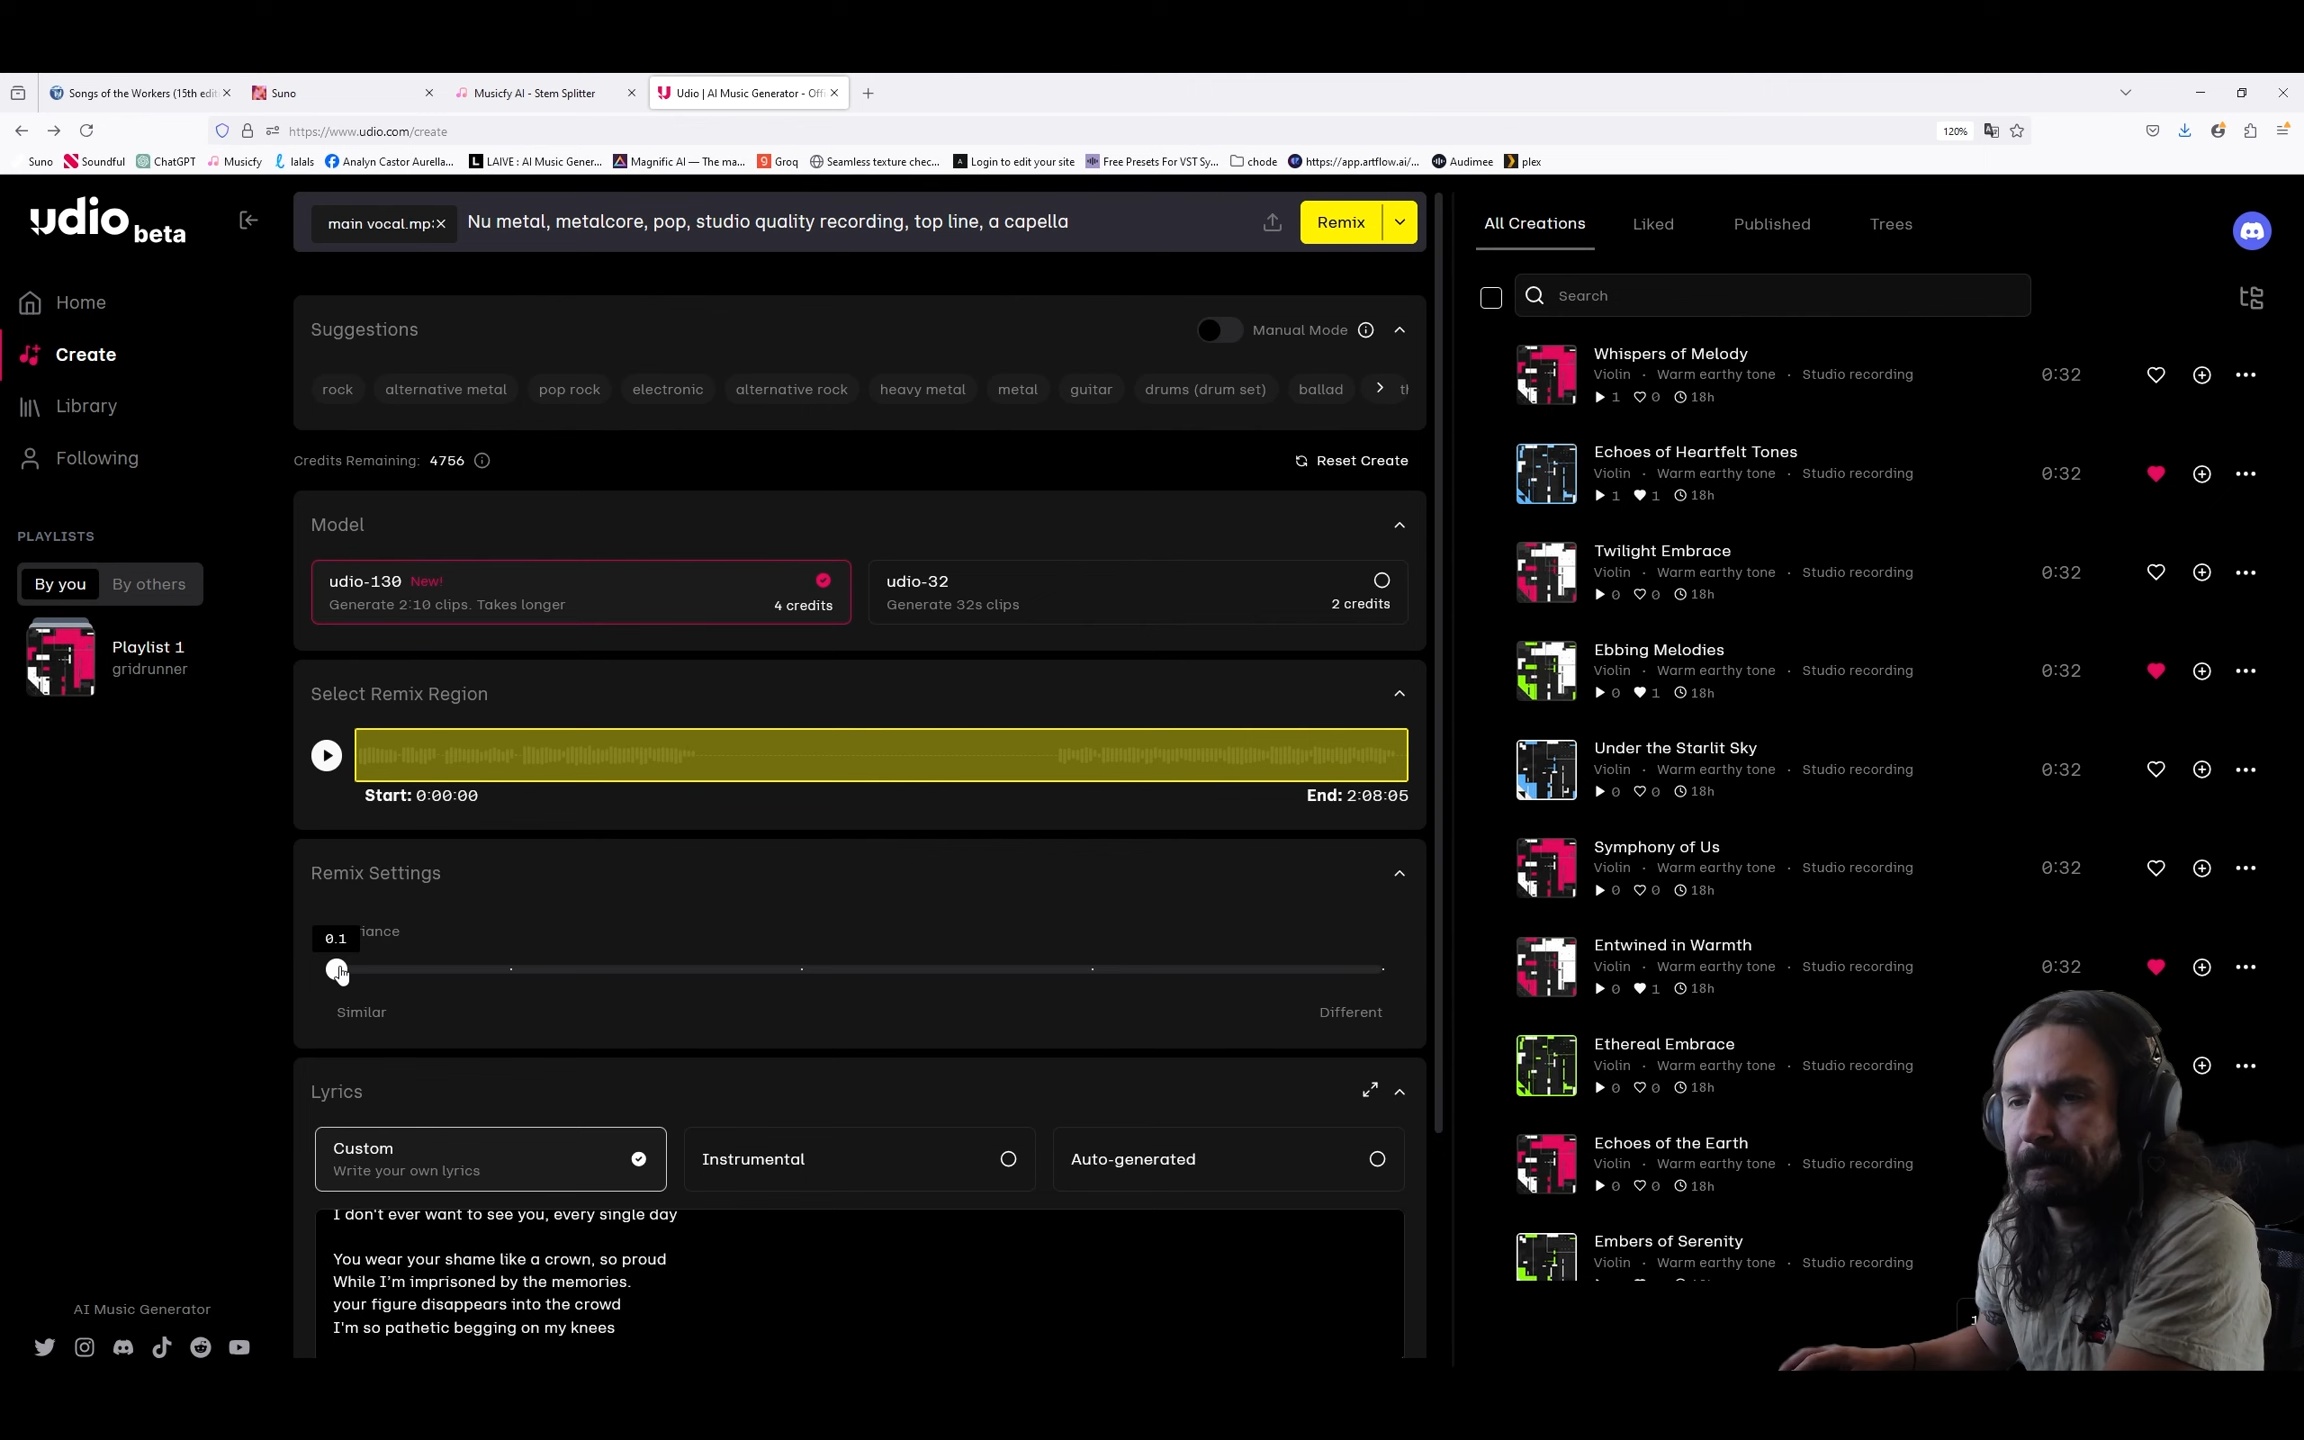 Songs of the Workers (15th edit
Suno
Musicfy AI - Stem Splitter
Udio | AI Music Generator - Offi
https://www.udio.com/create
120%
Suno
Soundful
ChatGPT
Musicfy
lalals
Analyn Castor Aurella...
LAIVE : AI Music Gener...
Magnific AI — The ma...
Groq
Seamless texture chec...
Login to edit your site
Free Presets For VST Sy...
chode
https://app.artflow.ai/...
Audimee
plex
udio beta
Home
Create
Library
Following
PLAYLISTS
By you
By others
Playlist 1
gridrunner
AI Music Generator
main vocal.mp
Nu metal, metalcore, pop, studio quality recording, top line, a capella
Remix
Suggestions
Manual Mode
rock
alternative metal
pop rock
electronic
alternative rock
heavy metal
metal
guitar
drums (drum set)
ballad
Credits Remaining: 4756
Reset Create
Model
udio-130 New!
Generate 2:10 clips. Takes longer
4 credits
udio-32
Generate 32s clips
2 credits
Select Remix Region
Start: 0:00:00
End: 2:08:05
Remix Settings
0.1
iance
Similar
Different
Lyrics
Custom
Write your own lyrics
Instrumental
Auto-generated
I don't ever want to see you, every single day
You wear your shame like a crown, so proud
While I'm imprisoned by the memories.
your figure disappears into the crowd
I'm so pathetic begging on my knees
All Creations
Liked
Published
Trees
Search
Whispers of Melody
Violin · Warm earthy tone · Studio recording
1 0 18h
0:32
Echoes of Heartfelt Tones
Violin · Warm earthy tone · Studio recording
1 1 18h
0:32
Twilight Embrace
Violin · Warm earthy tone · Studio recording
0 0 18h
0:32
Ebbing Melodies
Violin · Warm earthy tone · Studio recording
0 1 18h
0:32
Under the Starlit Sky
Violin · Warm earthy tone · Studio recording
0 0 18h
0:32
Symphony of Us
Violin · Warm earthy tone · Studio recording
0 0 18h
0:32
Entwined in Warmth
Violin · Warm earthy tone · Studio recording
0 1 18h
0:32
Ethereal Embrace
Violin · Warm earthy tone · Studio recording
0 0 18h
Echoes of the Earth
Violin · Warm earthy tone · Studio recording
0 0 18h
Embers of Serenity
Violin · Warm earthy tone · Studio recording